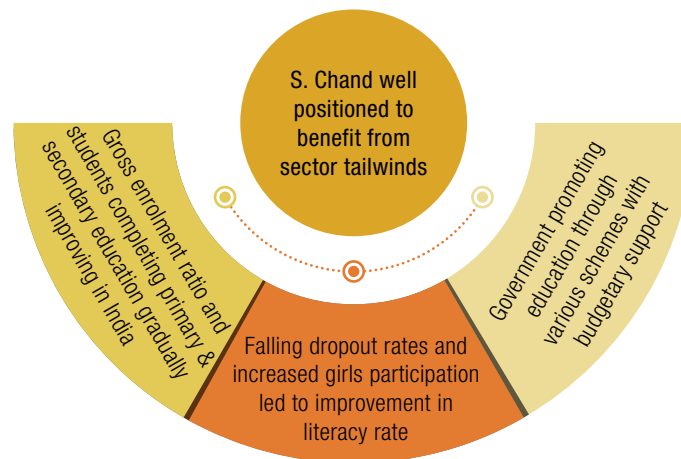 S. Chand well
positioned to
benefit from
sector tailwinds
Gross enrolment ratio and
students completing primary &
secondary education gradually
improving in India
Falling dropout rates and
increased girls participation
led to improvement in
literacy rate
Government promoting
education through
various schemes with
budgetary support